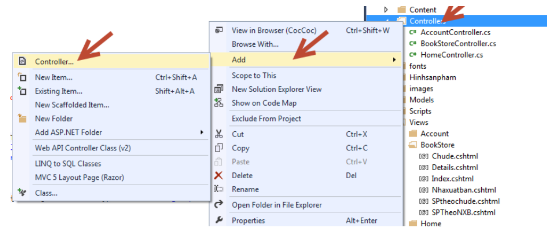 Controller...
New Item... Ctrl+Shift+A
Existing Item... Shift+Alt+A
New Scaffolded Item...
New Folder
Add ASP.NET Folder
Web API Controller Class (v2)
LINQ to SQL Classes
MVC 5 Layout Page (Razor)
Class...
View in Browser (CocCoc) Ctrl+Shift+W
Browse With...
Add
Scope to This
New Solution Explorer View
Show on Code Map
Exclude From Project
Cut Ctrl+X
Copy Ctrl+C
Paste Ctrl+V
Delete Del
Rename
Open Folder in File Explorer
Properties Alt+Enter
Content
Controllers
AccountController.cs
BookStoreController.cs
HomeController.cs
fonts
Hinhsanpham
images
Models
Scripts
Views
Account
BookStore
Chude.cshtml
Details.cshtml
Index.cshtml
Nhaxuatban.cshtml
SPtheochude.cshtml
SPTheoNXB.cshtml
Home